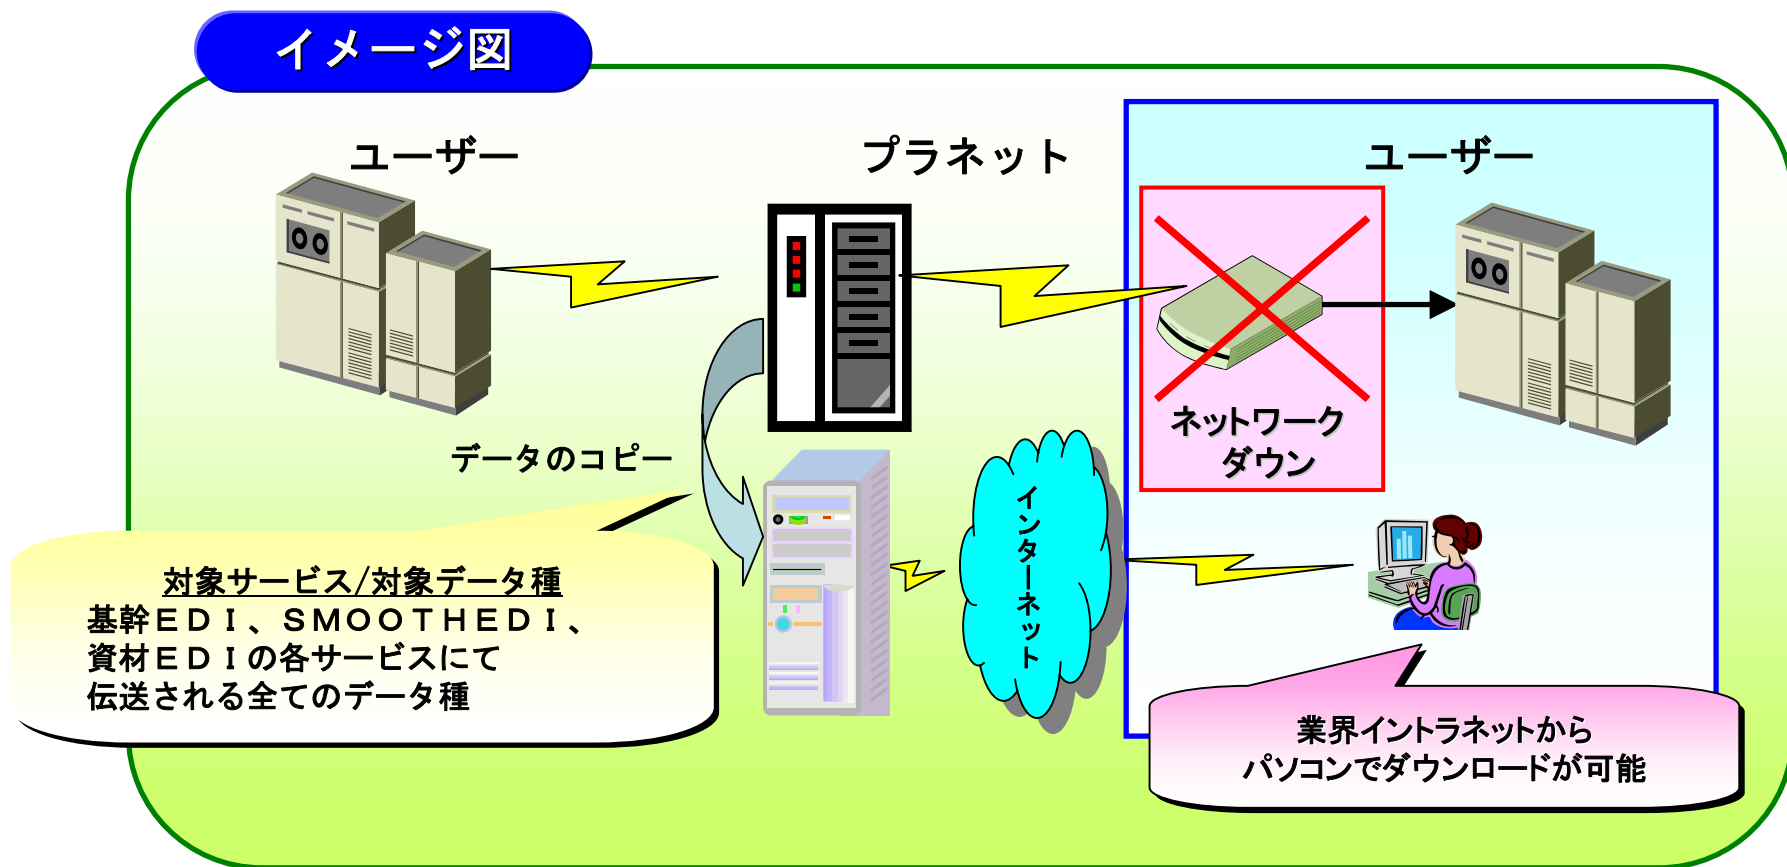 イメージ図
ユーザー
プラネット
ユーザー
ネットワーク
ダウン
データのコピー
インターネット
対象サービス/対象データ種
基幹ＥＤＩ、ＳＭＯＯＴＨＥＤＩ、
資材ＥＤＩの各サービスにて
伝送される全てのデータ種
業界イントラネットから
パソコンでダウンロードが可能